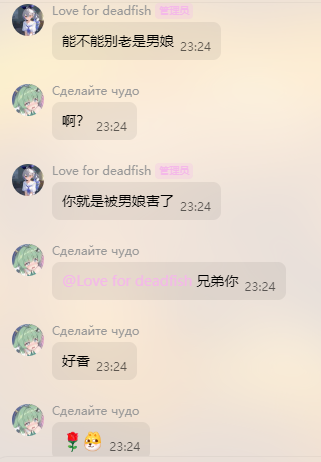 Love for deadfish 管理员
能不能别老是男娘 23:24
Сделайте чудо
啊? 23:24
Love for deadfish 管理员
你就是被男娘害了 23:24
Сделайте чудо
@Love for deadfish 兄弟你 23:24
Сделайте чудо
好香 23:24
Сделайте чудо
🌹🐶 23:24